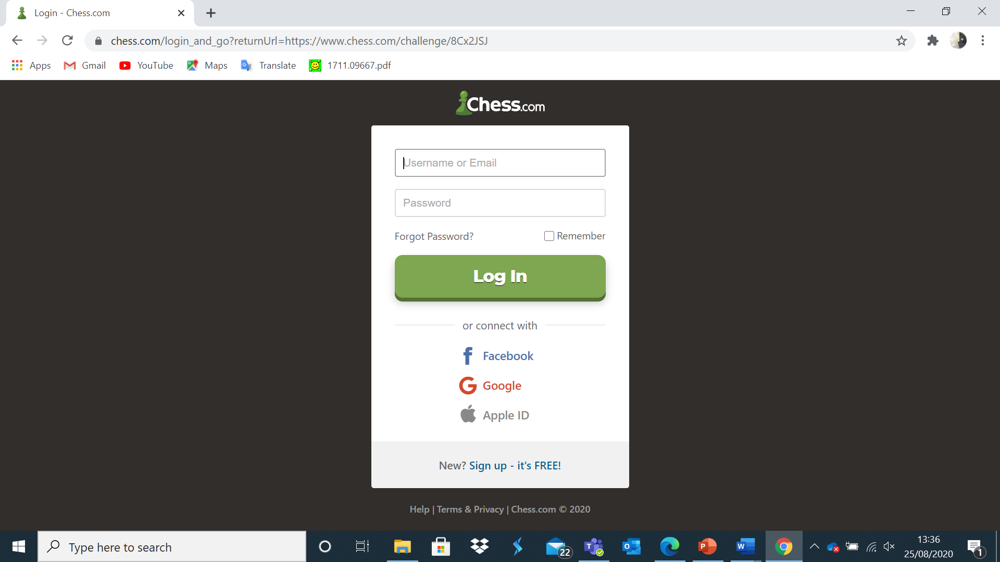 Login - Chess.com
chess.com/login_and_go?returnUrl=https://www.chess.com/challenge/8Cx2JSJ
Apps Gmail YouTube Maps Translate 1711.09667.pdf
Chess.com
Username or Email
Password
Forgot Password? Remember
Log In
or connect with
Facebook
Google
Apple ID
New? Sign up - it's FREE!
Help | Terms & Privacy | Chess.com © 2020
Type here to search
22
13:36
25/08/2020
1